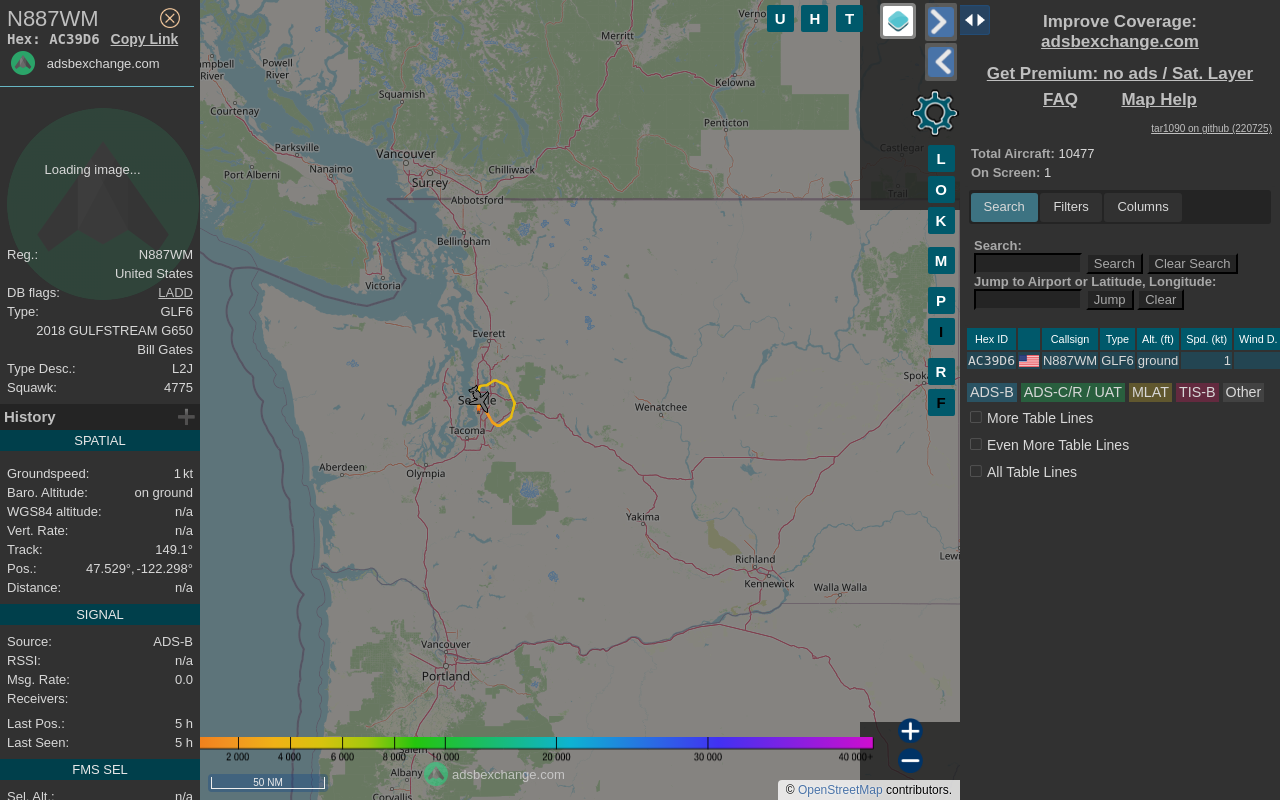 N887WM
Hex: AC39D6 Copy Link
adsbexchange.com
Loading image...
Reg.: N887WM
United States
DB flags: LADD
Type: GLF6
2018 GULFSTREAM G650
Bill Gates
Type Desc.: L2J
Squawk: 4775
History
SPATIAL
Groundspeed: 1 kt
Baro. Altitude: on ground
WGS84 altitude: n/a
Vert. Rate: n/a
Track: 149.1°
Pos.: 47.529°, -122.298°
Distance: n/a
SIGNAL
Source: ADS-B
RSSI: n/a
Msg. Rate: 0.0
Receivers:
Last Pos.: 5 h
Last Seen: 5 h
FMS SEL
Sel. Alt.: n/a
Merritt
mpbell
River
Powell
River
Squamish
Kelowna
Courtenay
Penticton
Parksville
Vancouver
Castlegar
Nanaimo
Port Alberni
Chilliwack
Surrey
Trail
Abbotsford
Bellingham
Victoria
Everett
Spok
Wenatchee
Tacoma
Aberdeen
Olympia
Yakima
Richland
Lewi
Kennewick
Walla Walla
Vancouver
Portland
Salem
2 000 4 000 6 000 8 000 10 000 20 000 30 000 40 000+
Albany
adsbexchange.com
50 NM
Corvallis
© OpenStreetMap contributors.
U H T
L
O
K
M
P
I
R
F
Improve Coverage:
adsbexchange.com
Get Premium: no ads / Sat. Layer
FAQ Map Help
tar1090 on github (220725)
Total Aircraft: 10477
On Screen: 1
Search Filters Columns
Search:
Search Clear Search
Jump to Airport or Latitude, Longitude:
Jump Clear
Hex ID Callsign Type Alt. (ft) Spd. (kt) Wind D.
AC39D6 N887WM GLF6 ground 1
ADS-B ADS-C/R / UAT MLAT TIS-B Other
More Table Lines
Even More Table Lines
All Table Lines